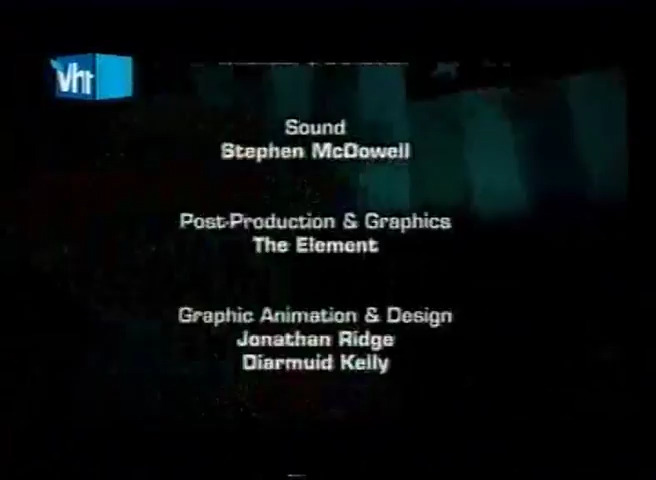 vh1
Sound
Stephen McDowell
Post-Production & Graphics
The Element
Graphic Animation & Design
Jonathan Ridge
Diarmuid Kelly